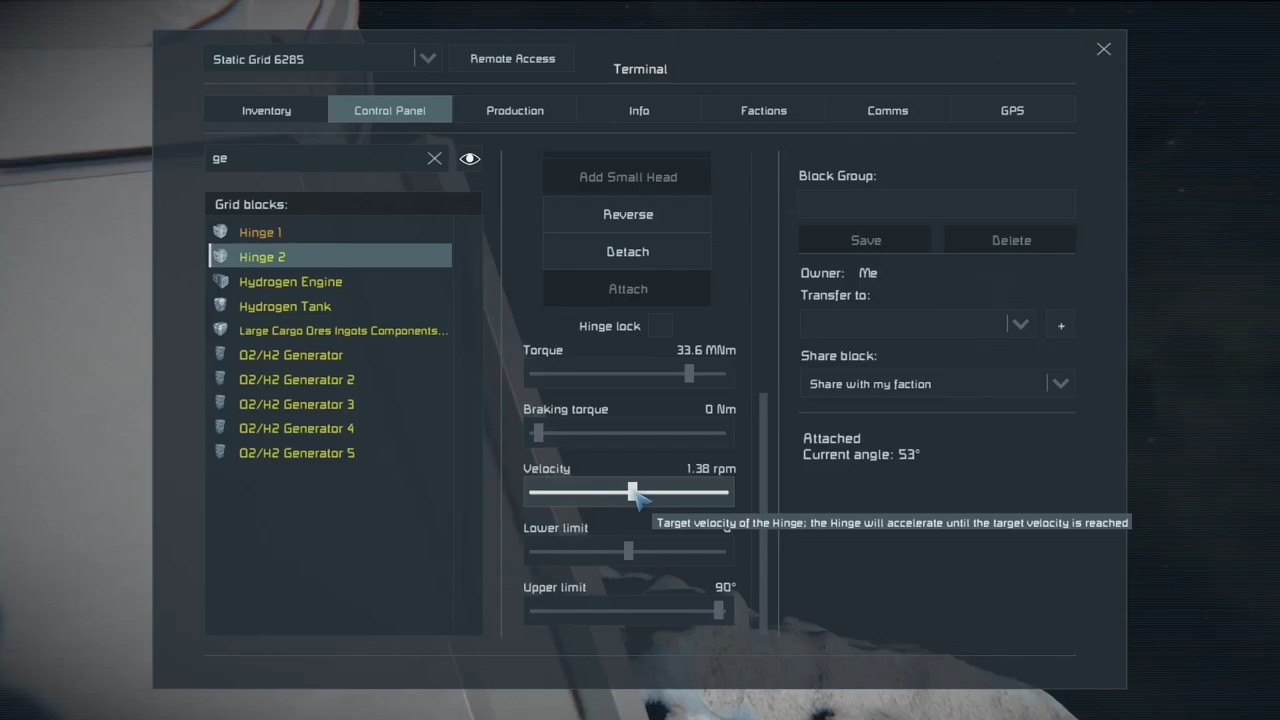 Static Grid 6285
Remote Access
Terminal
Inventory
Control Panel
Production
Info
Factions
Comms
GPS
ge
Grid blocks:
Hinge 1
Hinge 2
Hydrogen Engine
Hydrogen Tank
Large Cargo Ores Ingots Components...
O2/H2 Generator
O2/H2 Generator 2
O2/H2 Generator 3
O2/H2 Generator 4
O2/H2 Generator 5
Add Small Head
Reverse
Detach
Attach
Hinge lock
Torque 33.6 MNm
Braking torque 0 Nm
Velocity 1.38 rpm
Target velocity of the Hinge; the Hinge will accelerate until the target velocity is reached
Lower limit
Upper limit 90°
Block Group:
Save
Delete
Owner: Me
Transfer to:
+
Share block:
Share with my faction
Attached
Current angle: 53°